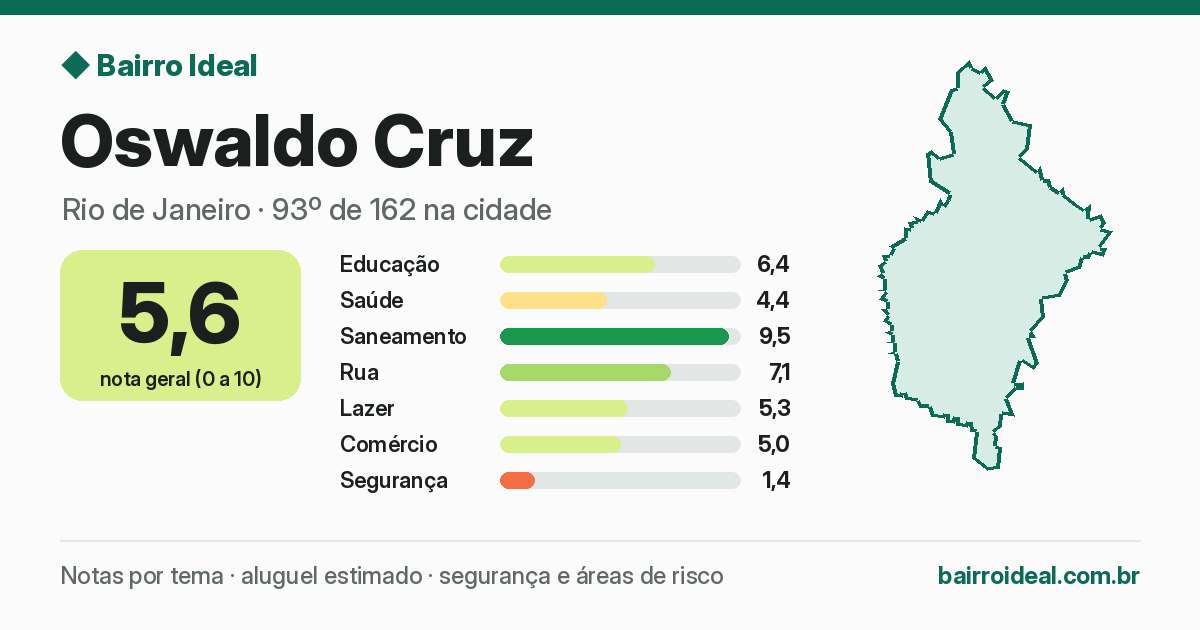 Bairro Ideal
Oswaldo Cruz
Rio de Janeiro · 93º de 162 na cidade
5,6
nota geral (0 a 10)
Educação 6,4
Saúde 4,4
Saneamento 9,5
Rua 7,1
Lazer 5,3
Comércio 5,0
Segurança 1,4
Notas por tema · aluguel estimado · segurança e áreas de risco
bairroideal.com.br